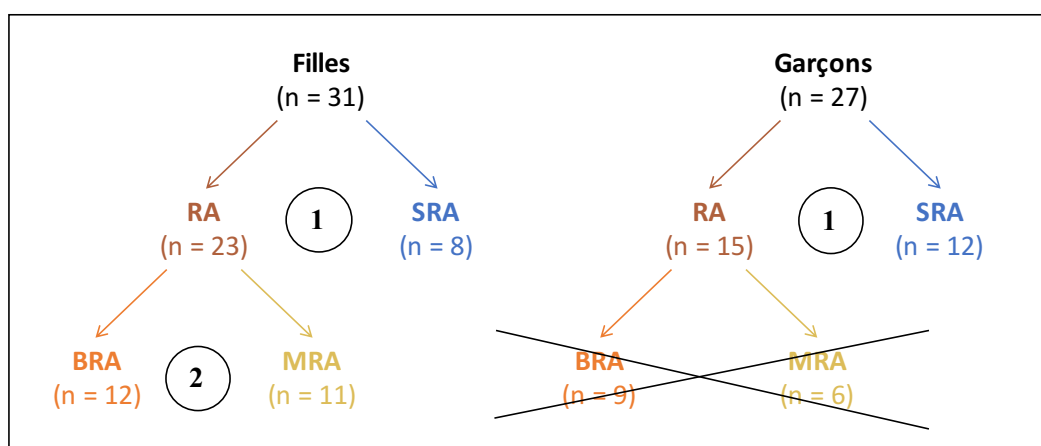 Filles
(n = 31)
Garçons
(n = 27)
RA
(n = 23)
1
SRA
(n = 8)
RA
(n = 15)
1
SRA
(n = 12)
BRA
(n = 12)
2
MRA
(n = 11)
BRA
(n = 9)
MRA
(n = 6)